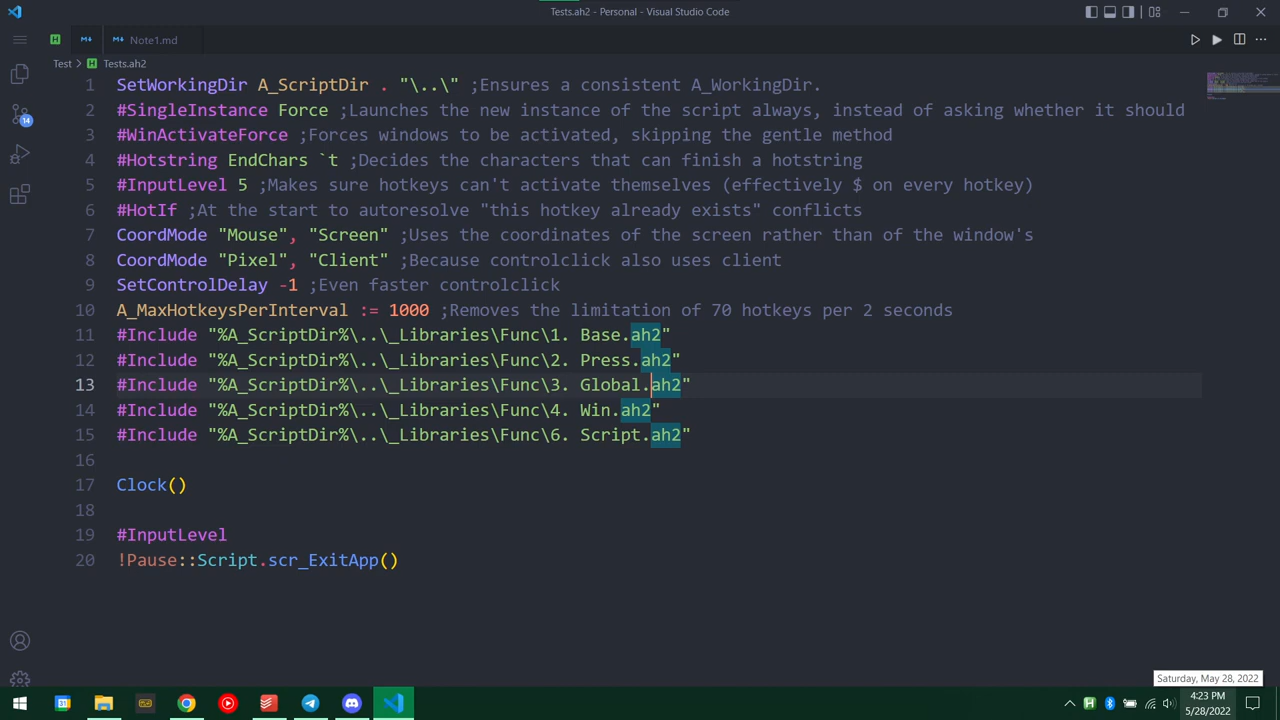 Tests.ah2 - Personal - Visual Studio Code
Note1.md
Test > Tests.ah2
1 SetWorkingDir A_ScriptDir . "\..\" ;Ensures a consistent A_WorkingDir.
2 #SingleInstance Force ;Launches the new instance of the script always, instead of asking whether it should
3 #WinActivateForce ;Forces windows to be activated, skipping the gentle method
4 #Hotstring EndChars `t ;Decides the characters that can finish a hotstring
5 #InputLevel 5 ;Makes sure hotkeys can't activate themselves (effectively $ on every hotkey)
6 #HotIf ;At the start to autoresolve "this hotkey already exists" conflicts
7 CoordMode "Mouse", "Screen" ;Uses the coordinates of the screen rather than of the window's
8 CoordMode "Pixel", "Client" ;Because controlclick also uses client
9 SetControlDelay -1 ;Even faster controlclick
10 A_MaxHotkeysPerInterval := 1000 ;Removes the limitation of 70 hotkeys per 2 seconds
11 #Include "%A_ScriptDir%\..\_Libraries\Func\1. Base.ah2"
12 #Include "%A_ScriptDir%\..\_Libraries\Func\2. Press.ah2"
13 #Include "%A_ScriptDir%\..\_Libraries\Func\3. Global.ah2"
14 #Include "%A_ScriptDir%\..\_Libraries\Func\4. Win.ah2"
15 #Include "%A_ScriptDir%\..\_Libraries\Func\6. Script.ah2"
16
17 Clock()
18
19 #InputLevel
20 !Pause::Script.scr_ExitApp()
14
Saturday, May 28, 2022
4:23 PM
5/28/2022